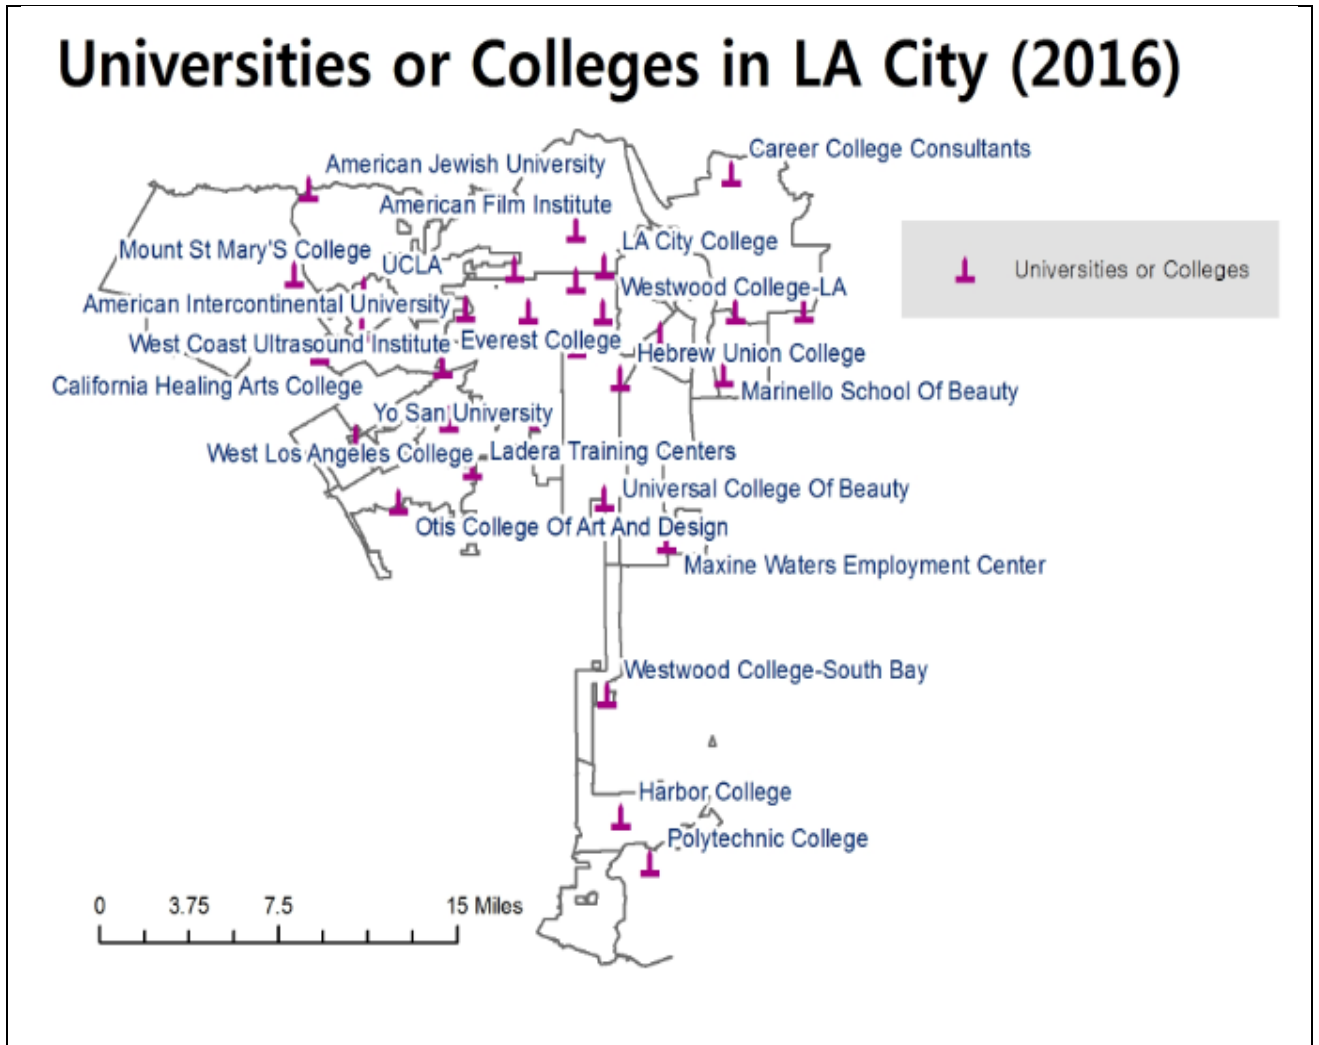 Universities or Colleges in LA City (2016)
Career College Consultants
American Jewish University
American Film Institute
LA City College
Mount St Mary'S College
UCLA
Universities or Colleges
Westwood College-LA
American Intercontinental University
West Coast Ultrasound Institute
Everest College
Hebrew Union College
California Healing Arts College
Marinello School Of Beauty
Yo San University
West Los Angeles College
Ladera Training Centers
Universal College Of Beauty
Otis College Of Art And Design
Maxine Waters Employment Center
Westwood College-South Bay
Harbor College
Polytechnic College
0 3.75 7.5 15 Miles